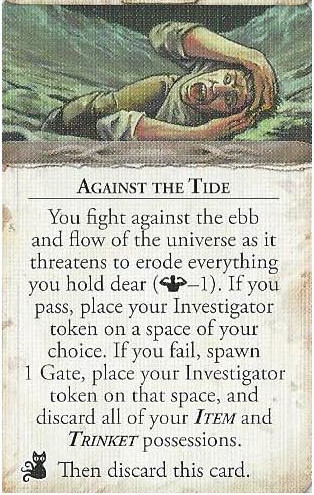 AGAINST THE TIDE
You fight against the ebb
and flow of the universe as it
threatens to erode everything
you hold dear (–1). If you
pass, place your Investigator
token on a space of your
choice. If you fail, spawn
1 Gate, place your Investigator
token on that space, and
discard all of your ITEM and
TRINKET possessions.
Then discard this card.